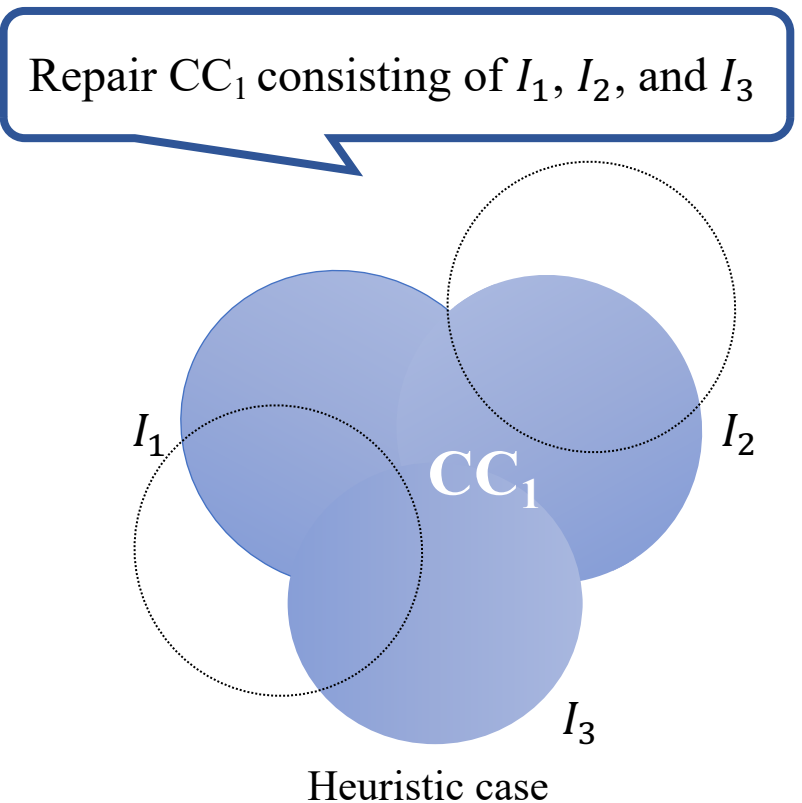 Repair CC₁ consisting of I₁, I₂, and I₃
I₁
I₂
CC₁
I₃
Heuristic case